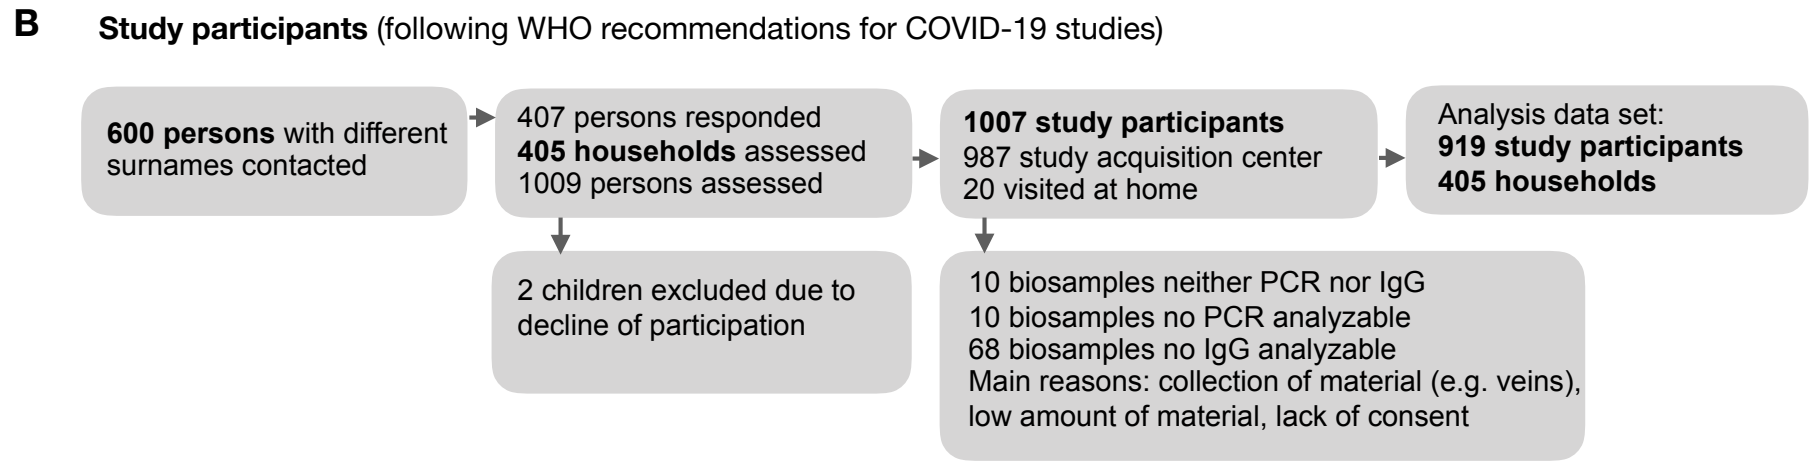 B Study participants (following WHO recommendations for COVID-19 studies)
600 persons with different
surnames contacted
407 persons responded
405 households assessed
1009 persons assessed
1007 study participants
987 study acquisition center
20 visited at home
Analysis data set:
919 study participants
405 households
2 children excluded due to
decline of participation
10 biosamples neither PCR nor IgG
10 biosamples no PCR analyzable
68 biosamples no IgG analyzable
Main reasons: collection of material (e.g. veins),
low amount of material, lack of consent